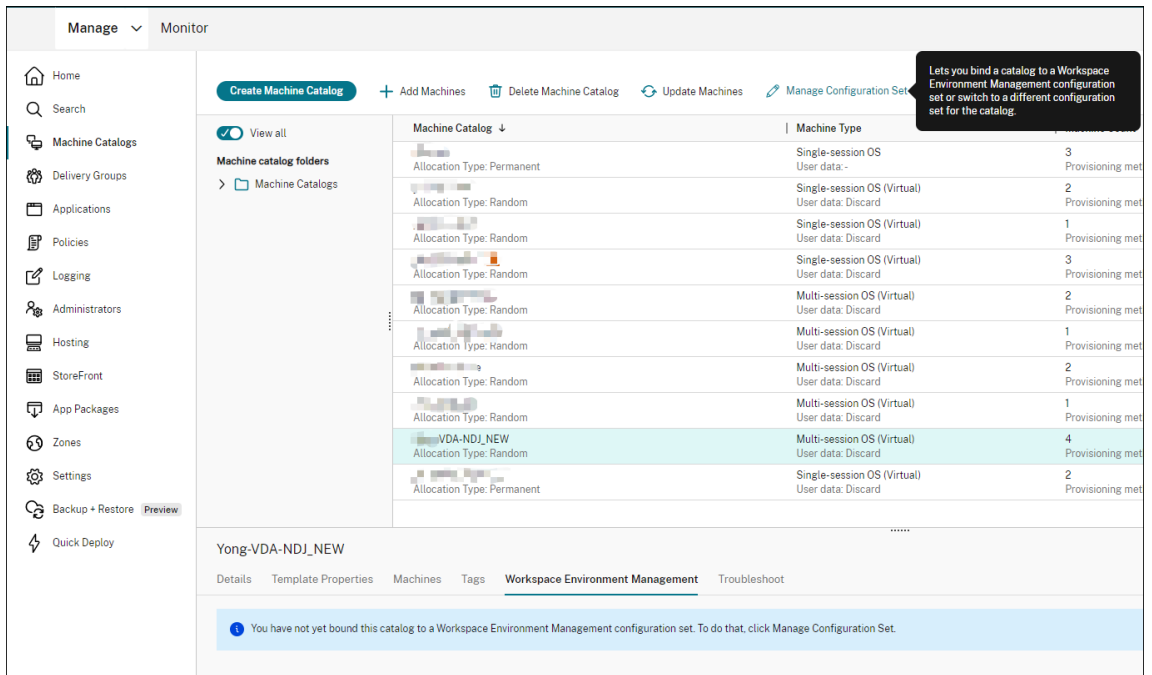 Manage Monitor
Home
Search
Machine Catalogs
Delivery Groups
Applications
Policies
Logging
Administrators
Hosting
StoreFront
App Packages
Zones
Settings
Backup + Restore Preview
Quick Deploy
Create Machine Catalog Add Machines Delete Machine Catalog Update Machines Manage Configuration Set
Lets you bind a catalog to a Workspace
Environment Management configuration
set or switch to a different configuration
set for the catalog.
View all
Machine catalog folders
Machine Catalogs
Machine Catalog ↓ Machine Type
Single-session OS 3
Allocation Type: Permanent User data:- Provisioning met
Single-session OS (Virtual) 2
Allocation Type: Random User data: Discard Provisioning met
Single-session OS (Virtual) 1
Allocation Type: Random User data: Discard Provisioning met
Single-session OS (Virtual) 3
Allocation Type: Random User data: Discard Provisioning met
Multi-session OS (Virtual) 2
Allocation Type: Random User data: Discard Provisioning met
Multi-session OS (Virtual) 1
Allocation Type: Random User data: Discard Provisioning met
Multi-session OS (Virtual) 2
Allocation Type: Random User data: Discard Provisioning met
Multi-session OS (Virtual) 1
Allocation Type: Random User data: Discard Provisioning met
VDA-NDJ_NEW Multi-session OS (Virtual) 4
Allocation Type: Random User data: Discard Provisioning met
Single-session OS (Virtual) 2
Allocation Type: Permanent User data: Discard Provisioning met
Yong-VDA-NDJ_NEW
Details Template Properties Machines Tags Workspace Environment Management Troubleshoot
You have not yet bound this catalog to a Workspace Environment Management configuration set. To do that, click Manage Configuration Set.